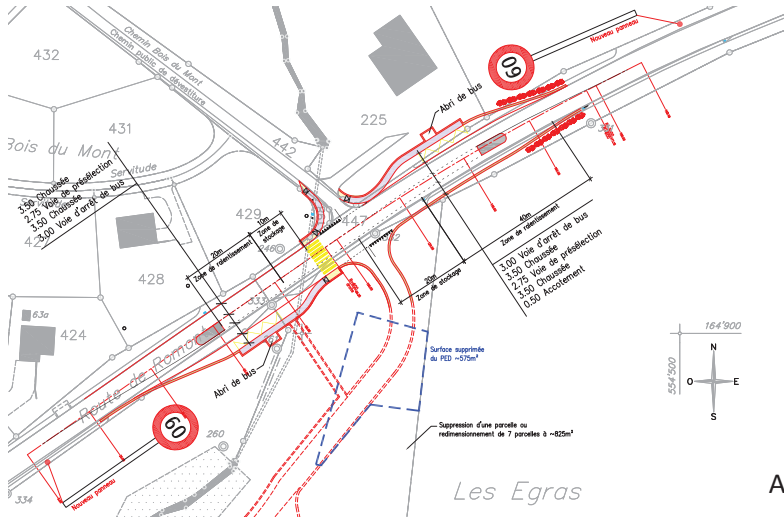 432
Chemin Bois du Mont
Chemin public de dévestiture
Nouveau panneau
60
Abri de bus
225
431
Bois du Mont
442
Servitude
3.50 Chaussée
2.75 Voie de présélection
3.50 Chaussée
3.00 Voie d'arrêt de bus
429
10m
Zone de stockage
447
20m
Zone de ralentissement
246
428
40m
Zone de ralentissement
20m
Zone de stockage
3.00 Voie d'arrêt de bus
3.50 Chaussée
2.75 Voie de présélection
3.50 Chaussée
0.50 Accotement
333
63a
424
Route de Romont
Abri de bus
Surface supprimée
du PED ~575m²
164'900
554'500
N
O
E
S
60
260
Nouveau panneau
334
Suppression d'une parcelle ou
redimensionnement de 7 parcelles à ~825m²
Les Egras
A